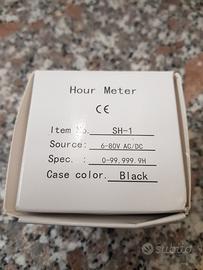 Hour Meter
CE
Item No. SH-1
Source: 6-80V AC/DC
Spec. : 0-99.999.9H
Case color. Black
subito